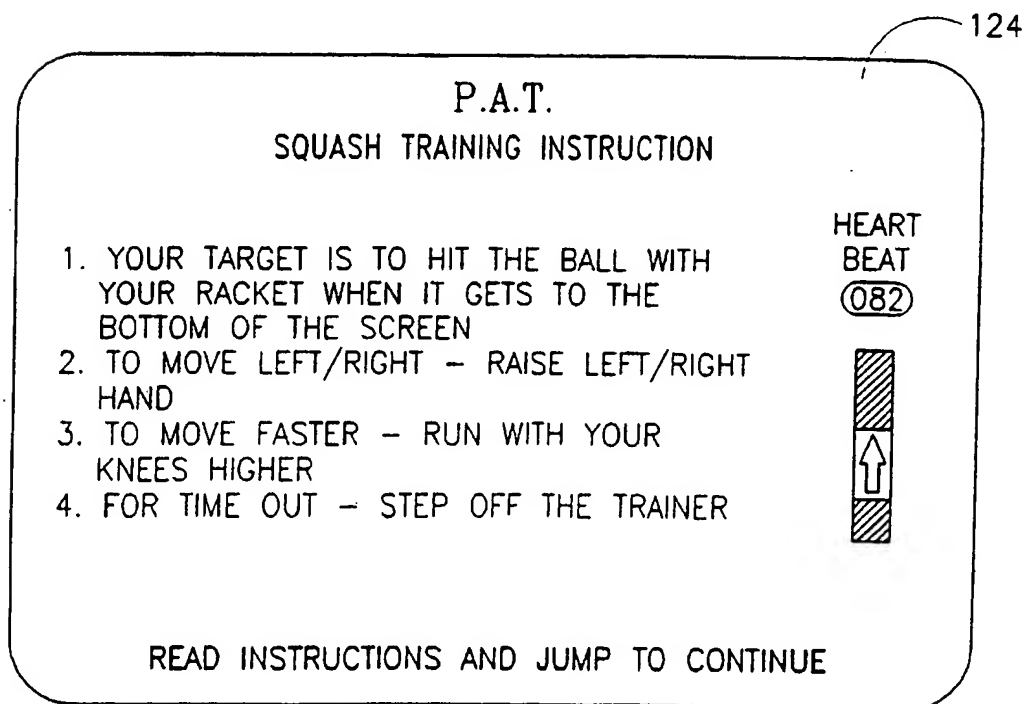 124
P.A.T.
SQUASH TRAINING INSTRUCTION
HEART
BEAT
082
1. YOUR TARGET IS TO HIT THE BALL WITH
YOUR RACKET WHEN IT GETS TO THE
BOTTOM OF THE SCREEN
2. TO MOVE LEFT/RIGHT – RAISE LEFT/RIGHT
HAND
3. TO MOVE FASTER – RUN WITH YOUR
KNEES HIGHER
4. FOR TIME OUT – STEP OFF THE TRAINER
READ INSTRUCTIONS AND JUMP TO CONTINUE